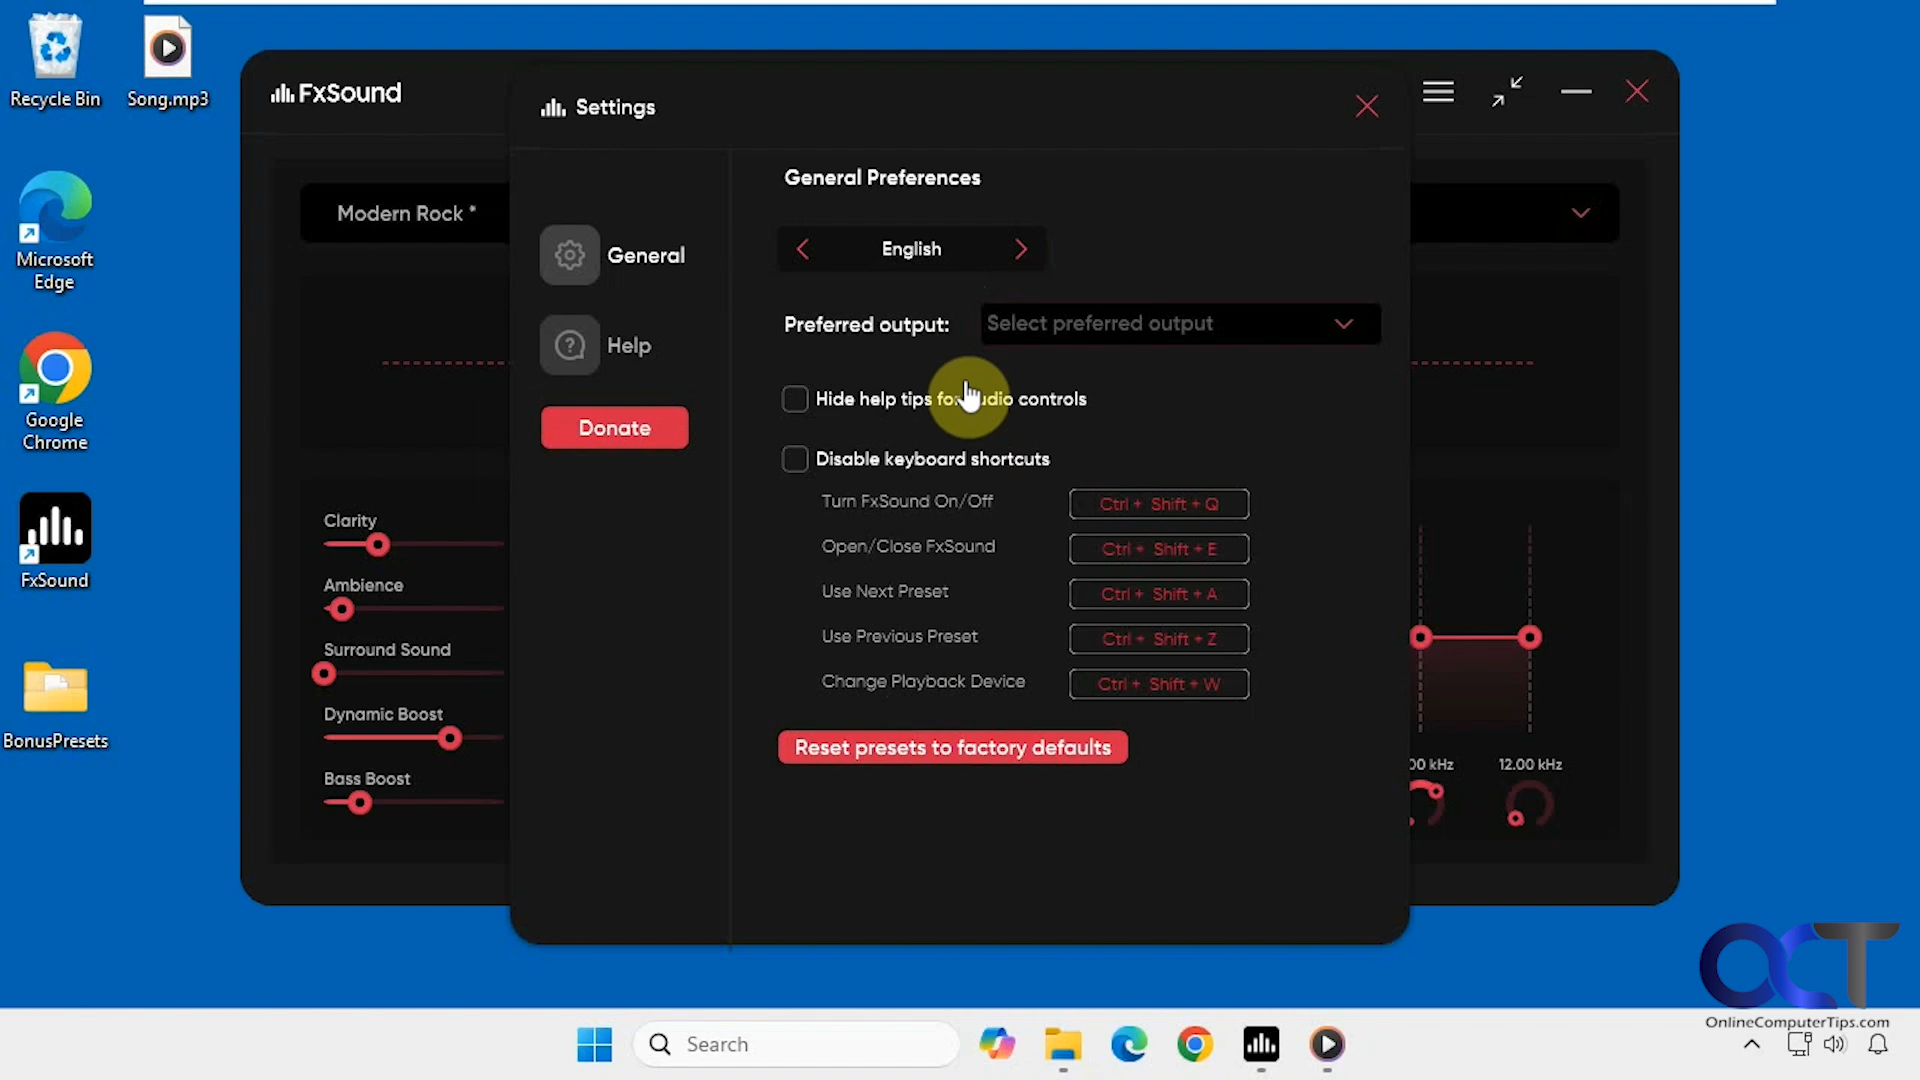 Recycle Bin
Song.mp3
Microsoft
Edge
Google
Chrome
FxSound
BonusPresets
FxSound
Modern Rock *
Clarity
Ambience
Surround Sound
Dynamic Boost
Bass Boost
Settings
General
Help
Donate
General Preferences
English
Preferred output:
Select preferred output
Hide help tips for audio controls
Disable keyboard shortcuts
Turn FxSound On/Off
Ctrl + Shift + Q
Open/Close FxSound
Ctrl + Shift + E
Use Next Preset
Ctrl + Shift + A
Use Previous Preset
Ctrl + Shift + Z
Change Playback Device
Ctrl + Shift + W
Reset presets to factory defaults
kHz
12.00 kHz
OCT
OnlineComputerTips.com
Search